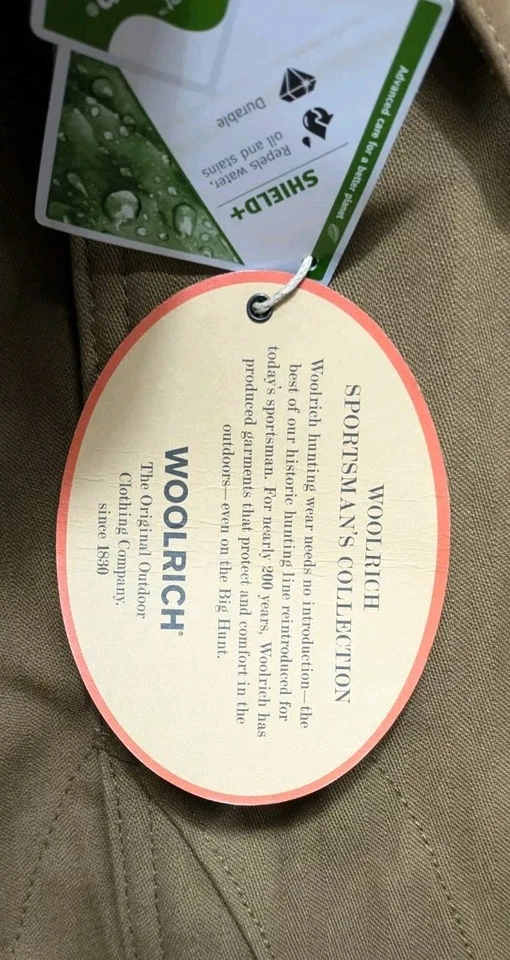 Advanced care for a better planet
SHIELD+
Repels water,
oil and stains
Durable
WOOLRICH
SPORTSMAN'S COLLECTION
Woolrich hunting wear needs no introduction—the
best of our historic hunting line reintroduced for
today's sportsman. For nearly 200 years, Woolrich has
produced garments that protect and comfort in the
outdoors—even on the Big Hunt.
WOOLRICH®
The Original Outdoor
Clothing Company.
since 1830